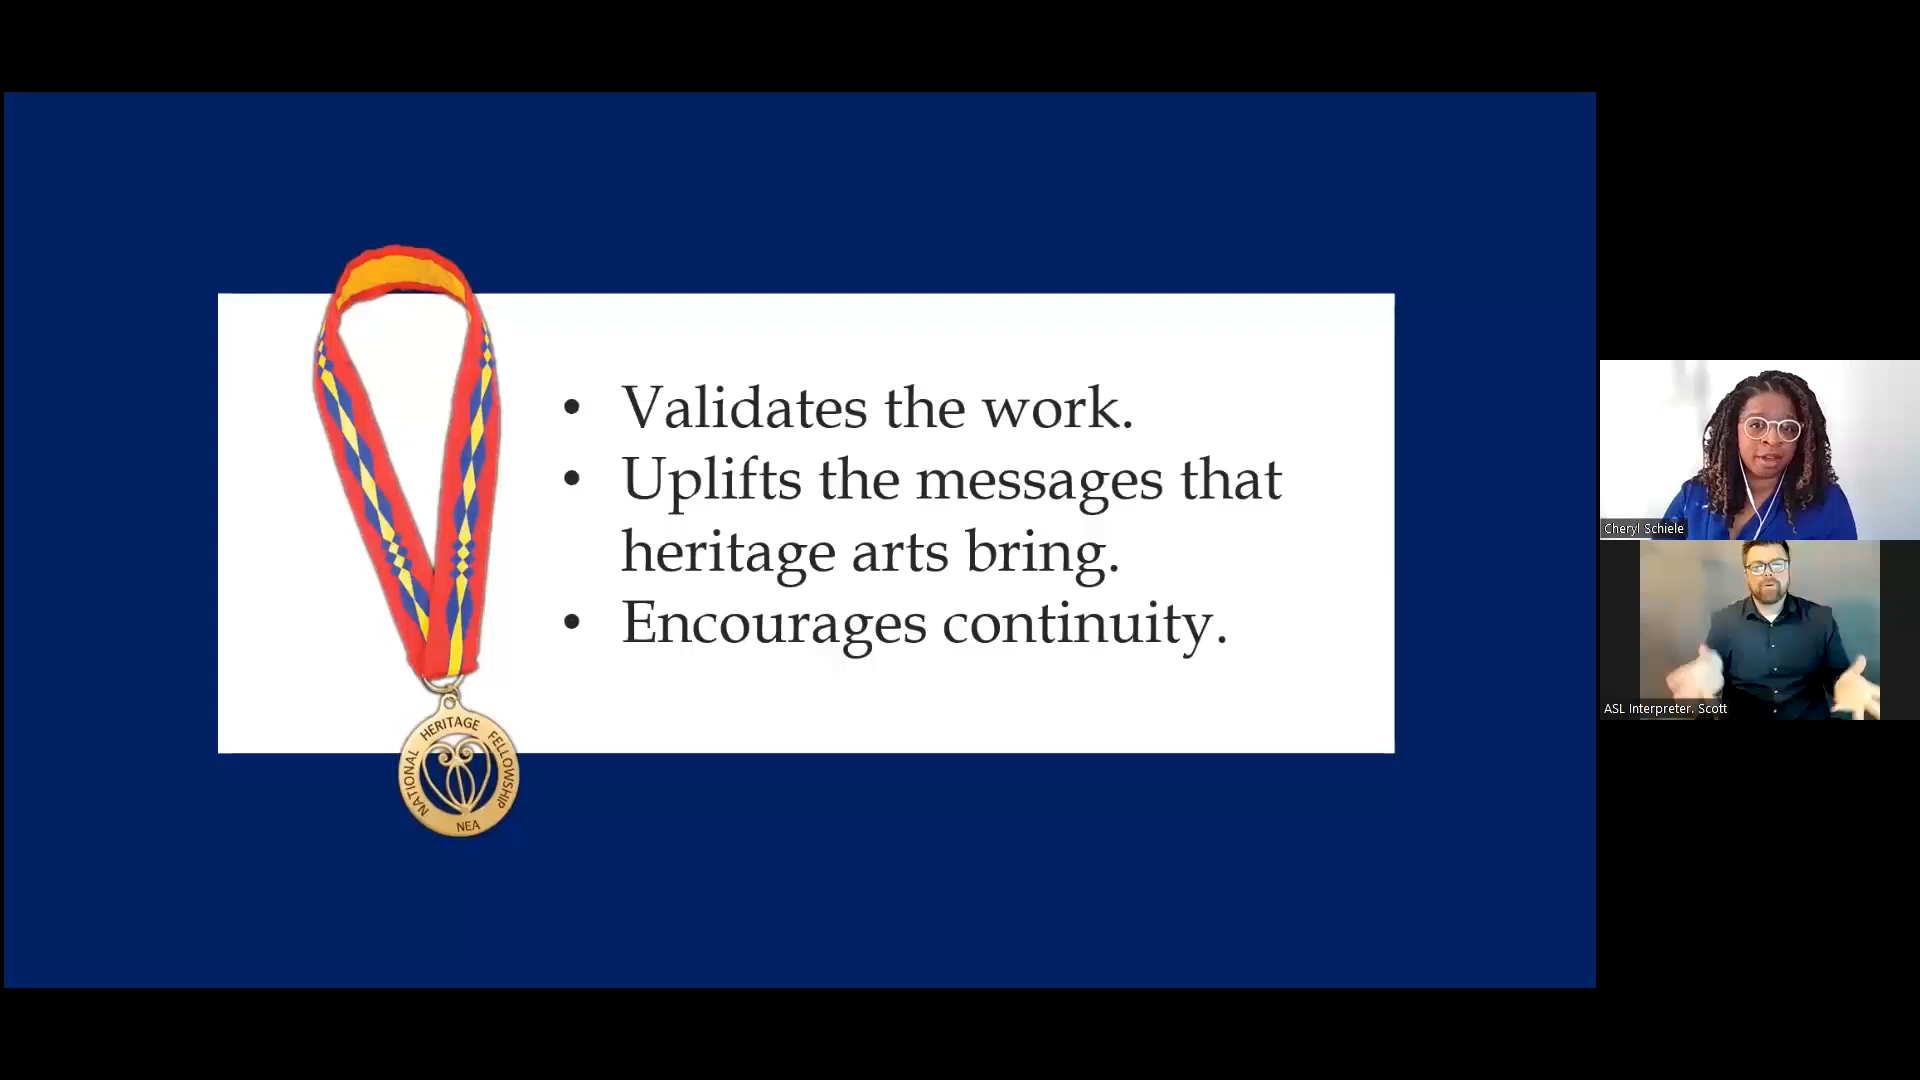 • Validates the work.
• Uplifts the messages that
heritage arts bring.
• Encourages continuity.
NATIONAL HERITAGE FELLOWSHIP
NEA
Cheryl Schiele
ASL Interpreter. Scott